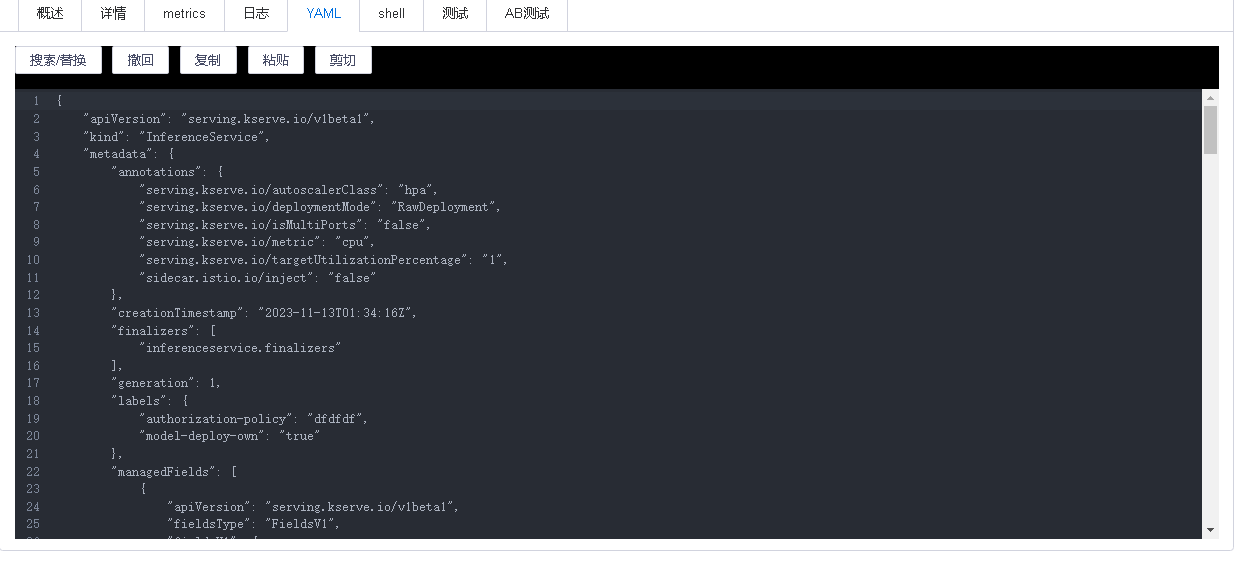 概述 详情 metrics 日志 YAML shell 测试 AB测试
搜索/替换 撤回 复制 粘贴 剪切
1 {
2 "apiVersion": "serving.kserve.io/v1beta1",
3 "kind": "InferenceService",
4 "metadata": {
5 "annotations": {
6 "serving.kserve.io/autoscalerClass": "hpa",
7 "serving.kserve.io/deploymentMode": "RawDeployment",
8 "serving.kserve.io/isMultiPorts": "false",
9 "serving.kserve.io/metric": "cpu",
10 "serving.kserve.io/targetUtilizationPercentage": "1",
11 "sidecar.istio.io/inject": "false"
12 },
13 "creationTimestamp": "2023-11-13T01:34:16Z",
14 "finalizers": [
15 "inferenceservice.finalizers"
16 ],
17 "generation": 1,
18 "labels": {
19 "authorization-policy": "dfdfdf",
20 "model-deploy-own": "true"
21 },
22 "managedFields": [
23 {
24 "apiVersion": "serving.kserve.io/v1beta1",
25 "fieldsType": "FieldsV1",